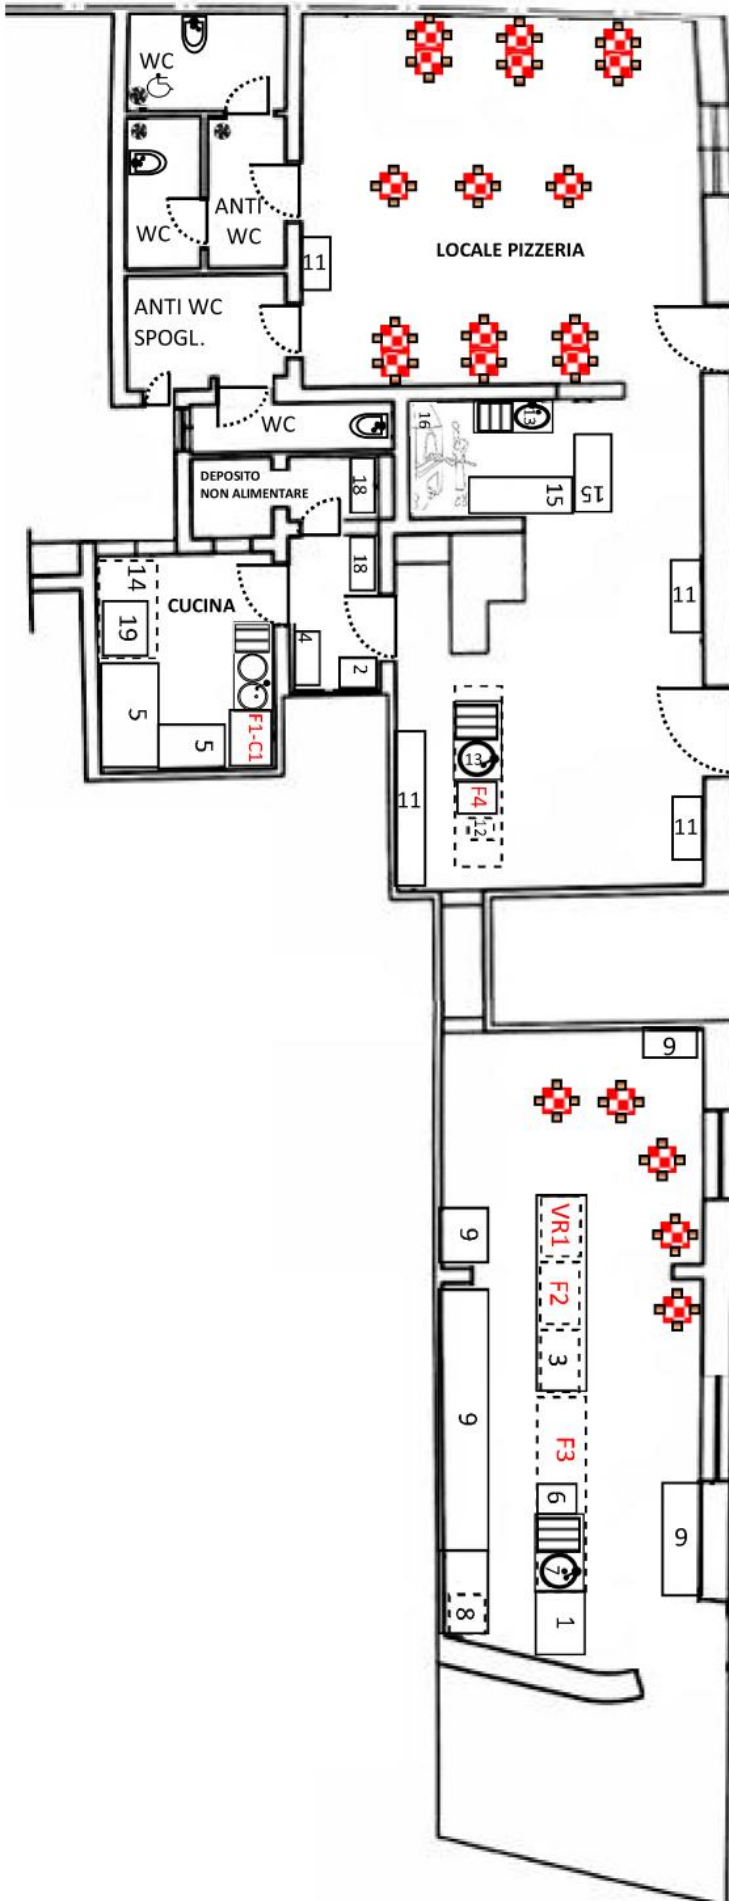 WC
WC
ANTI
WC
11
LOCALE PIZZERIA
ANTI WC
SPOGL.
WC
16
13
15
15
DEPOSITO
NON ALIMENTARE
18
18
14
19
CUCINA
4
2
5
5
F1-C1
11
13
F4
12
11
11
9
9
VR1
F2
3
9
F3
6
9
7
8
1